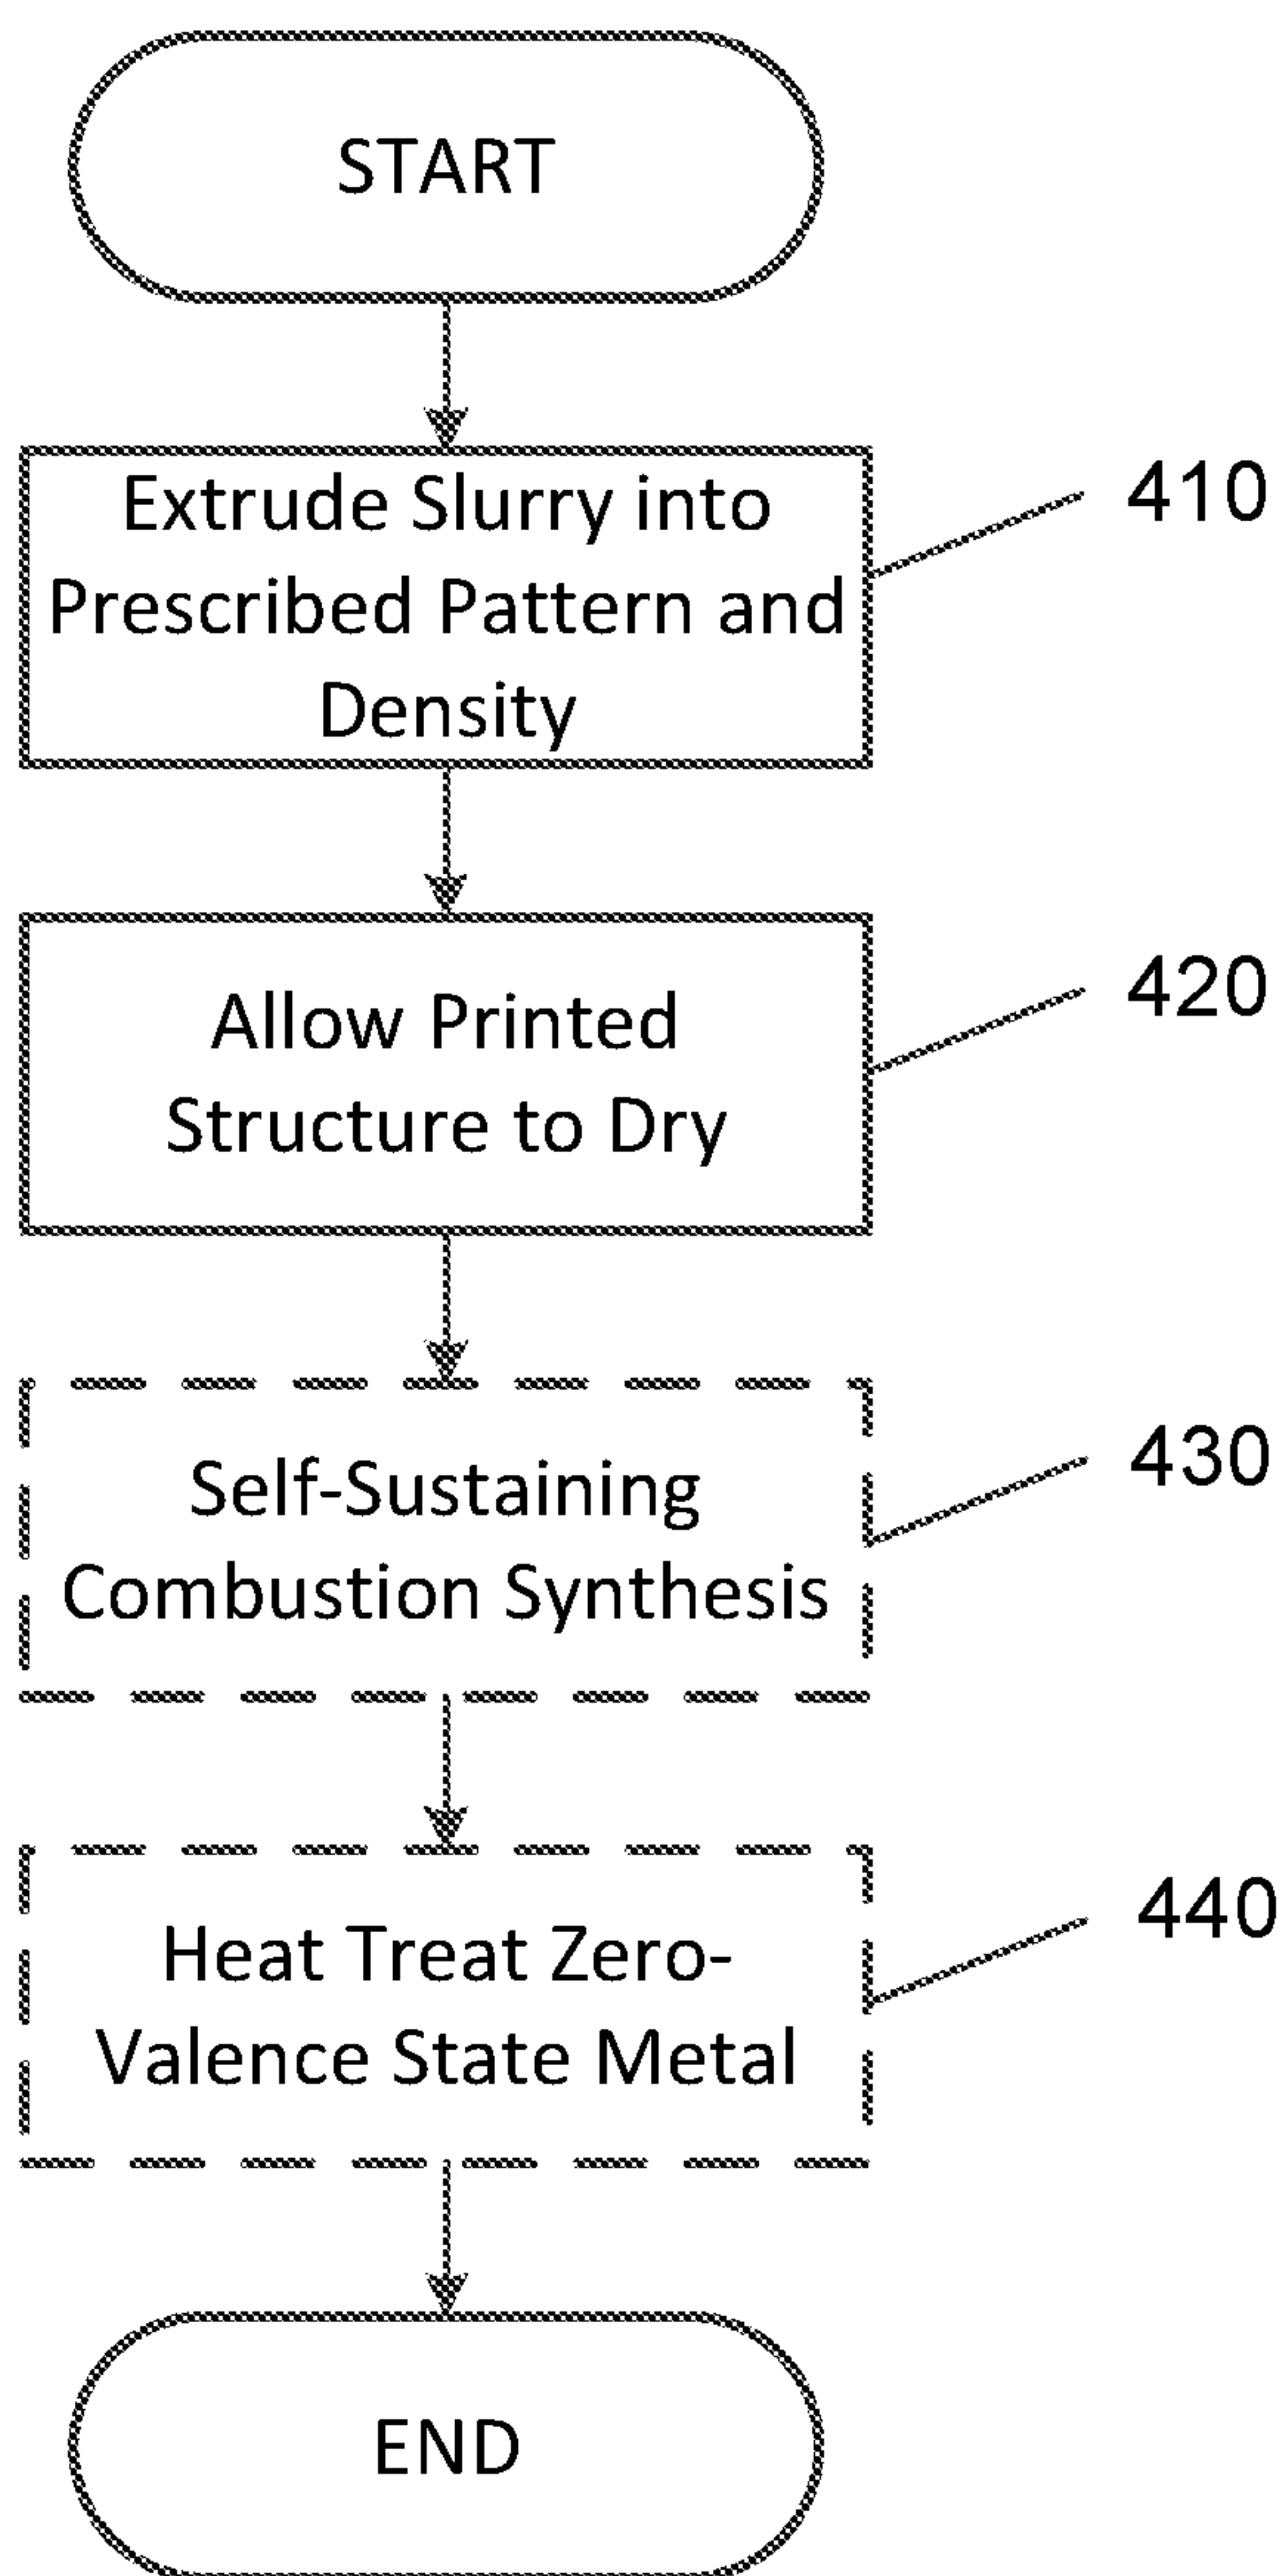 START
Extrude Slurry into
Prescribed Pattern and
Density
410
Allow Printed
Structure to Dry
420
Self-Sustaining
Combustion Synthesis
430
Heat Treat Zero-
Valence State Metal
440
END